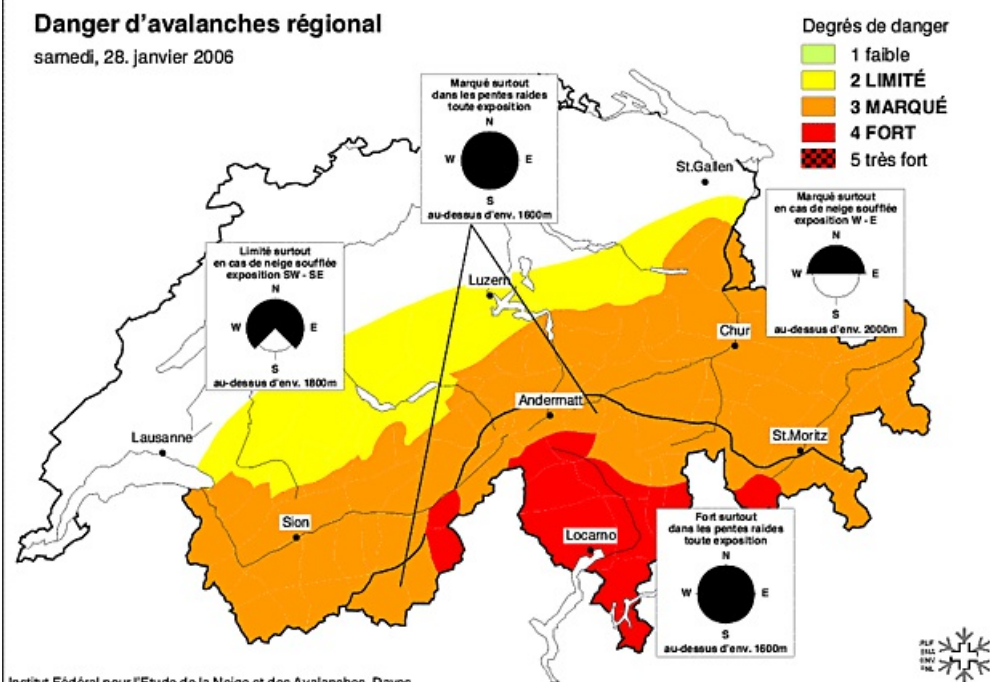 Danger d'avalanches régional
samedi, 28. janvier 2006
Degrés de danger
1 faible
2 LIMITÉ
3 MARQUÉ
4 FORT
5 très fort
Marqué surtout
dans les pentes raides
toute exposition
N
W E
S
au-dessus d'env. 1600m
St.Gallen
Marqué surtout
en cas de neige soufflée
exposition W - E
N
W E
S
au-dessus d'env. 2000m
Limité surtout
en cas de neige soufflée
exposition SW - SE
N
W E
S
au-dessus d'env. 1800m
Luzern
Chur
Andermatt
Lausanne
St.Moritz
Sion
Locarno
Fort surtout
dans les pentes raides
toute exposition
N
W E
S
au-dessus d'env. 1600m
Institut Fédéral pour l'Etude de la Neige et des Avalanches, Davos